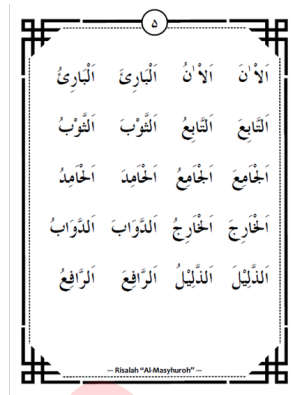 ٥
اَلْاٰنَ اَلْاٰنُ اَلْبَارِئَ اَلْبَارِئُ
اَلتَّابِعَ اَلتَّابِعُ اَلثَّوْبَ اَلثَّوْبُ
اَلْجَامِعَ اَلْجَامِعُ اَلْحَامِدَ اَلْحَامِدُ
اَلْخَارِجَ اَلْخَارِجُ اَلدَّوَابَ اَلدَّوَابُ
اَلذَّلِيْلَ اَلذَّلِيْلُ اَلرَّافِعَ اَلرَّافِعُ
— Risalah “Al-Masyhuroh” —